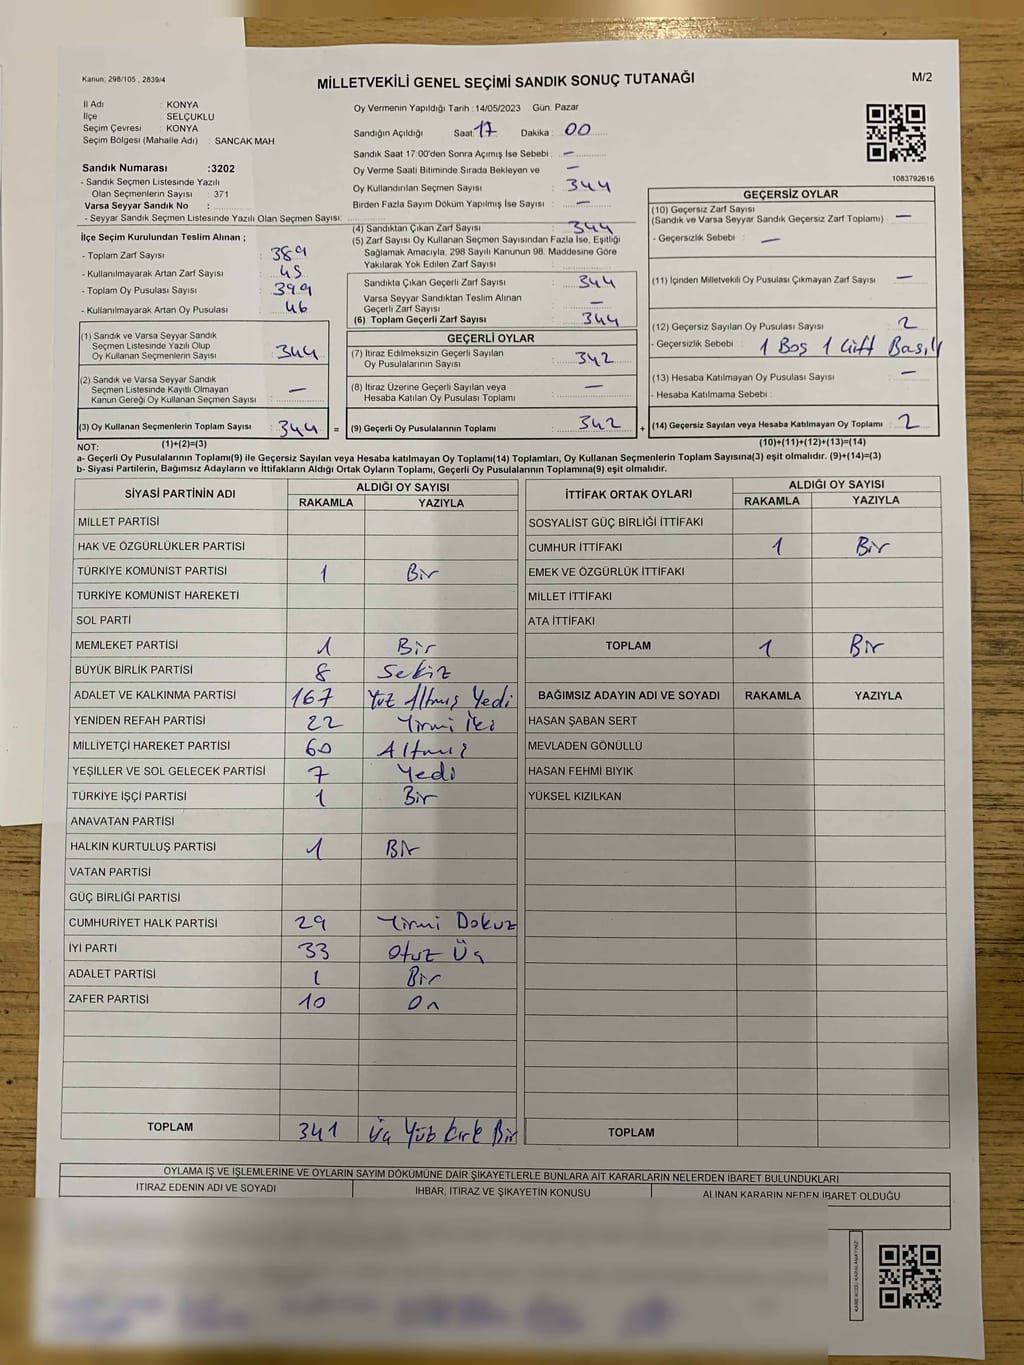 Kanun; 298/105 , 2839/4
MİLLETVEKİLİ GENEL SEÇİMİ SANDIK SONUÇ TUTANAĞI
M/2
İl Adı : KONYA
İlçe : SELÇUKLU
Seçim Çevresi : KONYA
Seçim Bölgesi (Mahalle Adı) : SANCAK MAH
Sandık Numarası :3202
- Sandık Seçmen Listesinde Yazılı
Olan Seçmenlerin Sayısı : 371
Varsa Seyyar Sandık No :
- Seyyar Sandık Seçmen Listesinde Yazılı Olan Seçmen Sayısı:
Oy Vermenin Yapıldığı Tarih : 14/05/2023 Gün: Pazar
Sandığın Açıldığı Saat: 17 Dakika : 00
Sandık Saat 17:00'den Sonra Açımış İse Sebebi : —
Oy Verme Saati Bitiminde Sırada Bekleyen ve —
Oy Kullandırılan Seçmen Sayısı : 344
Birden Fazla Sayım Döküm Yapılmış İse Sayısı : —
1083792616
İlçe Seçim Kurulundan Teslim Alınan ;
- Toplam Zarf Sayısı : 389
- Kullanılmayarak Artan Zarf Sayısı : 45
- Toplam Oy Pusulası Sayısı : 399
- Kullanılmayarak Artan Oy Pusulası : 46
(1) Sandık ve Varsa Seyyar Sandık
Seçmen Listesinde Yazılı Olup
Oy Kullanan Seçmenlerin Sayısı : 344
(2) Sandık ve Varsa Seyyar Sandık
Seçmen Listesinde Kayıtlı Olmayan
Kanun Gereği Oy Kullanan Seçmen Sayısı : —
(3) Oy Kullanan Seçmenlerin Toplam Sayısı : 344 =
(1)+(2)=(3)
(4) Sandıktan Çıkan Zarf Sayısı : 344
(5) Zarf Sayısı Oy Kullanan Seçmen Sayısından Fazla İse, Eşitliği
Sağlamak Amacıyla, 298 Sayılı Kanunun 98. Maddesine Göre
Yakılarak Yok Edilen Zarf Sayısı :
Sandıkta Çıkan Geçerli Zarf Sayısı : 344
Varsa Seyyar Sandıktan Teslim Alınan
Geçerli Zarf Sayısı : —
(6) Toplam Geçerli Zarf Sayısı : 344
GEÇERLİ OYLAR
(7) İtiraz Edilmeksizin Geçerli Sayılan
Oy Pusulalarının Sayısı : 342
(8) İtiraz Üzerine Geçerli Sayılan veya
Hesaba Katılan Oy Pusulası Toplamı : —
(9) Geçerli Oy Pusulalarının Toplamı : 342 +
GEÇERSİZ OYLAR
(10) Geçersiz Zarf Sayısı
(Sandık ve Varsa Seyyar Sandık Geçersiz Zarf Toplamı) : —
- Geçersizlik Sebebi : —
(11) İçinden Milletvekili Oy Pusulası Çıkmayan Zarf Sayısı : —
(12) Geçersiz Sayılan Oy Pusulası Sayısı : 2
- Geçersizlik Sebebi : 1 Boş 1 Çift Basılı
(13) Hesaba Katılmayan Oy Pusulası Sayısı : —
- Hesaba Katılmama Sebebi :
(14) Geçersiz Sayılan veya Hesaba Katılmayan Oy Toplamı : 2
(10)+(11)+(12)+(13)=(14)
NOT:
a- Geçerli Oy Pusulalarının Toplamı(9) ile Geçersiz Sayılan veya Hesaba katılmayan Oy Toplamı(14) Toplamları, Oy Kullanan Seçmenlerin Toplam Sayısına(3) eşit olmalıdır. (9)+(14)=(3)
b- Siyasi Partilerin, Bağımsız Adayların ve İttifakların Aldığı Ortak Oyların Toplamı, Geçerli Oy Pusulalarının Toplamına(9) eşit olmalıdır.
SİYASİ PARTİNİN ADI
ALDIĞI OY SAYISI
RAKAMLA YAZIYLA
MİLLET PARTİSİ
HAK VE ÖZGÜRLÜKLER PARTİSİ
TÜRKİYE KOMÜNİST PARTİSİ 1 Bir
TÜRKİYE KOMÜNİST HAREKETİ
SOL PARTİ
MEMLEKET PARTİSİ 1 Bir
BÜYÜK BİRLİK PARTİSİ 8 Sekiz
ADALET VE KALKINMA PARTİSİ 167 Yüz Altmış Yedi
YENİDEN REFAH PARTİSİ 22 Yirmi İki
MİLLİYETÇİ HAREKET PARTİSİ 60 Altmış
YEŞİLLER VE SOL GELECEK PARTİSİ 7 Yedi
TÜRKİYE İŞÇİ PARTİSİ 1 Bir
ANAVATAN PARTİSİ
HALKIN KURTULUŞ PARTİSİ 1 Bir
VATAN PARTİSİ
GÜÇ BİRLİĞİ PARTİSİ
CUMHURİYET HALK PARTİSİ 29 Yirmi Dokuz
İYİ PARTİ 33 Otuz Üç
ADALET PARTİSİ 1 Bir
ZAFER PARTİSİ 10 On
TOPLAM 341 Üç Yüz Kırk Bir
İTTİFAK ORTAK OYLARI
ALDIĞI OY SAYISI
RAKAMLA YAZIYLA
SOSYALİST GÜÇ BİRLİĞİ İTTİFAKI
CUMHUR İTTİFAKI 1 Bir
EMEK VE ÖZGÜRLÜK İTTİFAKI
MİLLET İTTİFAKI
ATA İTTİFAKI
TOPLAM 1 Bir
BAĞIMSIZ ADAYIN ADI VE SOYADI RAKAMLA YAZIYLA
HASAN ŞABAN SERT
MEVLADEN GÖNÜLLÜ
HASAN FEHMİ BIYIK
YÜKSEL KIZILKAN
TOPLAM
OYLAMA İŞ VE İŞLEMLERİNE VE OYLARIN SAYIM DÖKÜMÜNE DAİR ŞİKAYETLERLE BUNLARA AİT KARARLARIN NELERDEN İBARET BULUNDUKLARI
İTİRAZ EDENİN ADI VE SOYADI
İHBAR, İTİRAZ VE ŞİKAYETİN KONUSU
ALINAN KARARIN NEDEN İBARET OLDUĞU